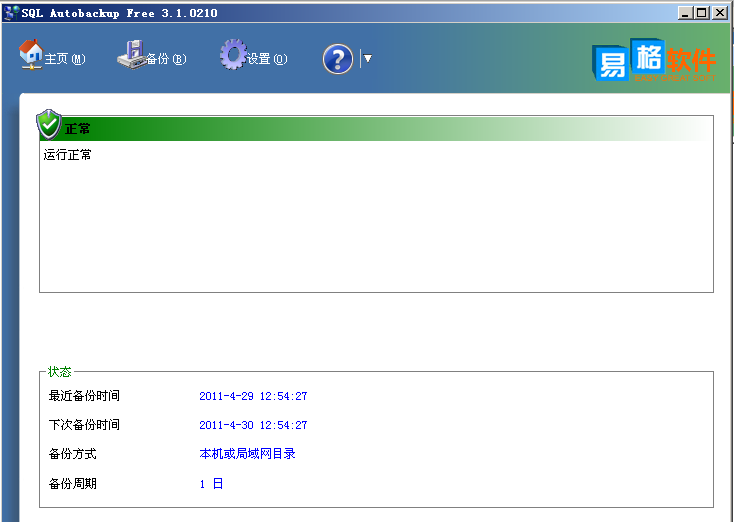 SQL Autobackup Free 3.1.0210
主页(M) 备份(B) 设置(O) ?
易格软件
正常
运行正常
状态
最近备份时间 2011-4-29 12:54:27
下次备份时间 2011-4-30 12:54:27
备份方式 本机或局域网目录
备份周期 1 日